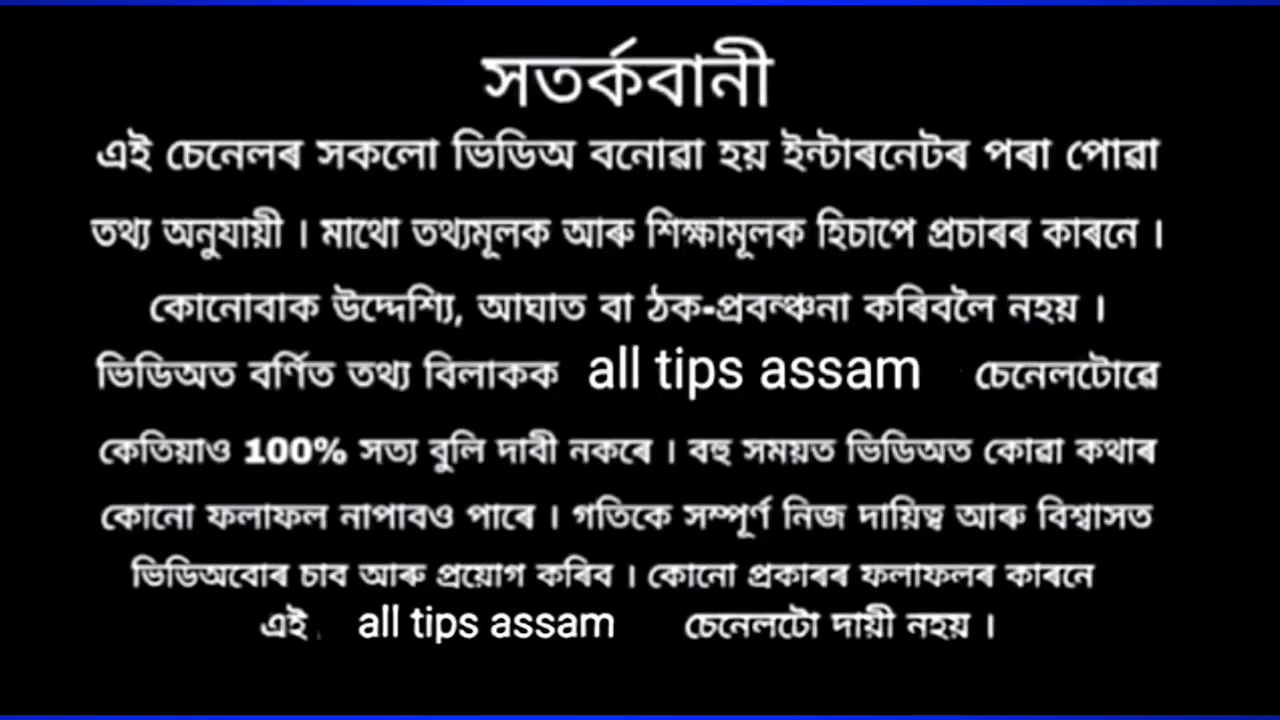 সতৰ্কবানী
এই চেনেলৰ সকলো ভিডিঅ বনোৱা হয় ইন্টাৰনেটৰ পৰা পোৱা
তথ্য অনুযায়ী । মাথো তথ্যমূলক আৰু শিক্ষামূলক হিচাপে প্ৰচাৰৰ কাৰনে ।
কোনোবাক উদ্দেশ্যি, আঘাত বা ঠক-প্ৰবঞ্চনা কৰিবলৈ নহয় ।
ভিডিঅত বৰ্ণিত তথ্য বিলাকক all tips assam চেনেলটোৱে
কেতিয়াও 100% সত্য বুলি দাবী নকৰে । বহু সময়ত ভিডিঅত কোৱা কথাৰ
কোনো ফলাফল নাপাবও পাৰে । গতিকে সম্পূৰ্ণ নিজ দায়িত্ব আৰু বিশ্বাসত
ভিডিঅবোৰ চাব আৰু প্ৰয়োগ কৰিব । কোনো প্ৰকাৰৰ ফলাফলৰ কাৰনে
এই all tips assam চেনেলটো দায়ী নহয় ।